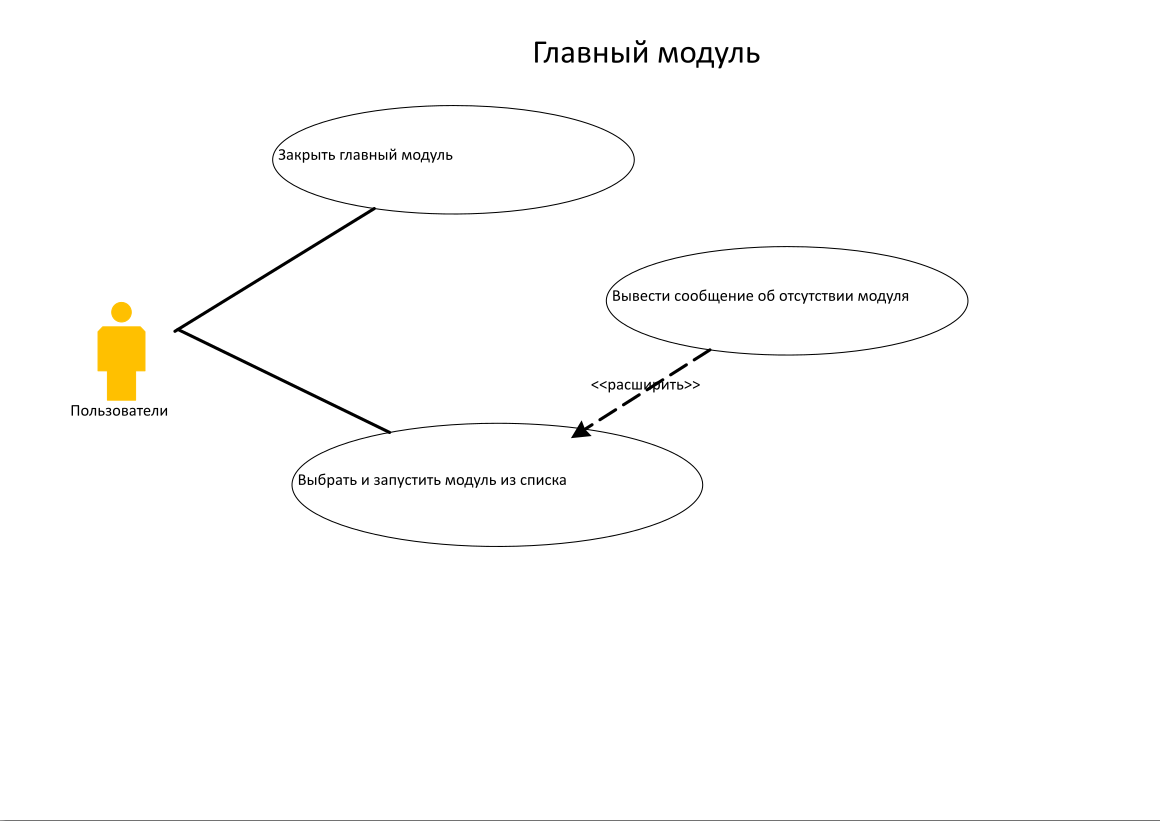 Главный модуль
Закрыть главный модуль
Вывести сообщение об отсутствии модуля
<<расширить>>
Пользователи
Выбрать и запустить модуль из списка